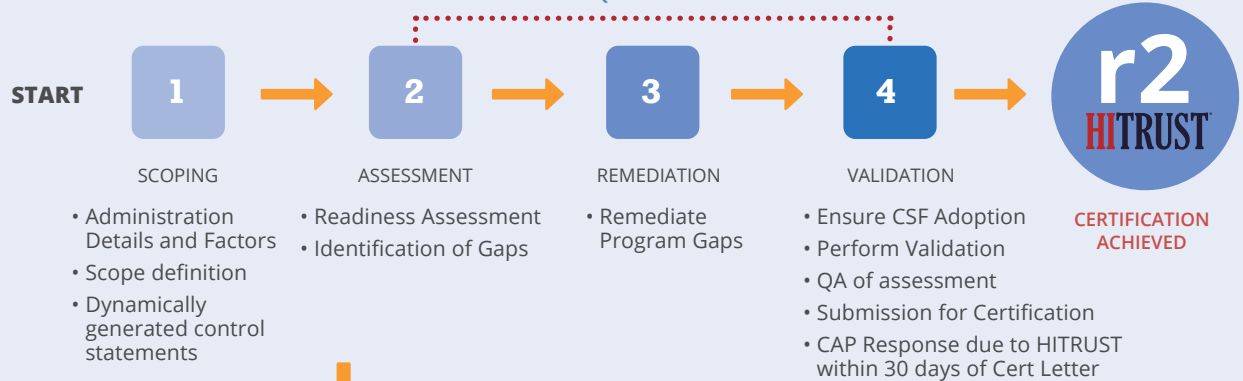 START
1
2
3
4
r2
HITRUST
SCOPING
• Administration
Details and Factors
• Scope definition
• Dynamically
generated control
statements
ASSESSMENT
• Readiness Assessment
• Identification of Gaps
REMEDIATION
• Remediate
Program Gaps
VALIDATION
• Ensure CSF Adoption
• Perform Validation
• QA of assessment
• Submission for Certification
• CAP Response due to HITRUST
within 30 days of Cert Letter
CERTIFICATION
ACHIEVED